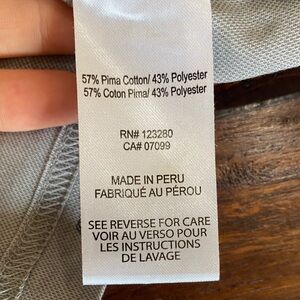 57% Pima Cotton/ 43% Polyester
57% Coton Pima/ 43% Polyester
RN# 123280
CA# 07099
MADE IN PERU
FABRIQUÉ AU PÉROU
SEE REVERSE FOR CARE
VOIR AU VERSO POUR
LES INSTRUCTIONS
DE LAVAGE